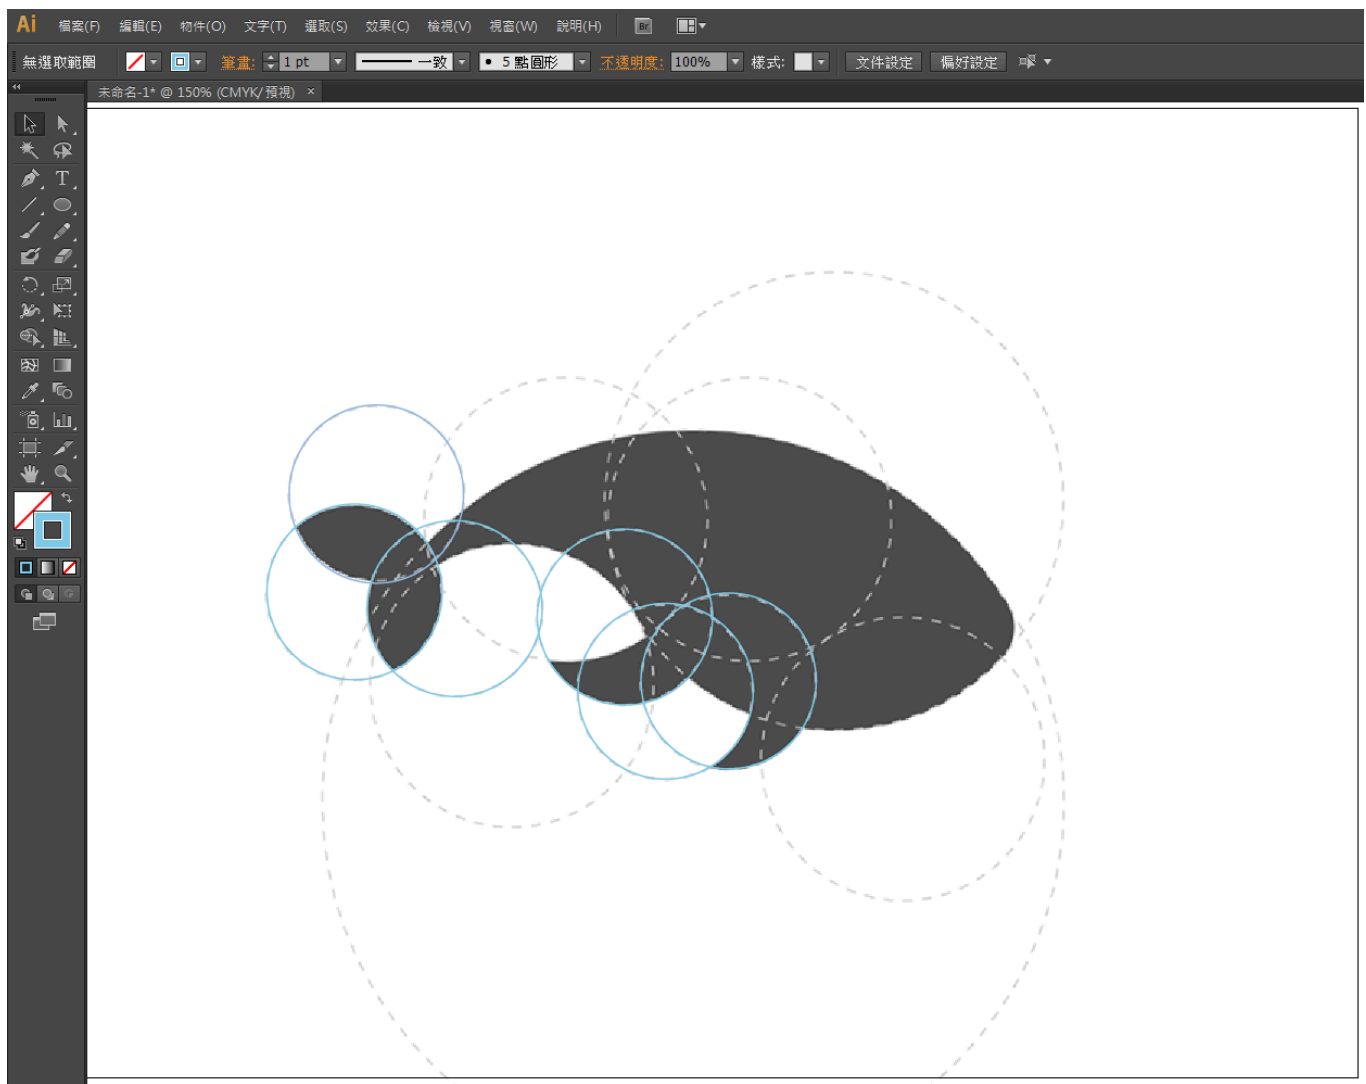 Ai 檔案(F) 編輯(E) 物件(O) 文字(T) 選取(S) 效果(C) 檢視(V) 視窗(W) 說明(H) Br
無選取範圍 筆畫: 1 pt 一致 5 點圓形 不透明度: 100% 樣式: 文件設定 偏好設定
未命名-1* @ 150% (CMYK/預視) ×
T